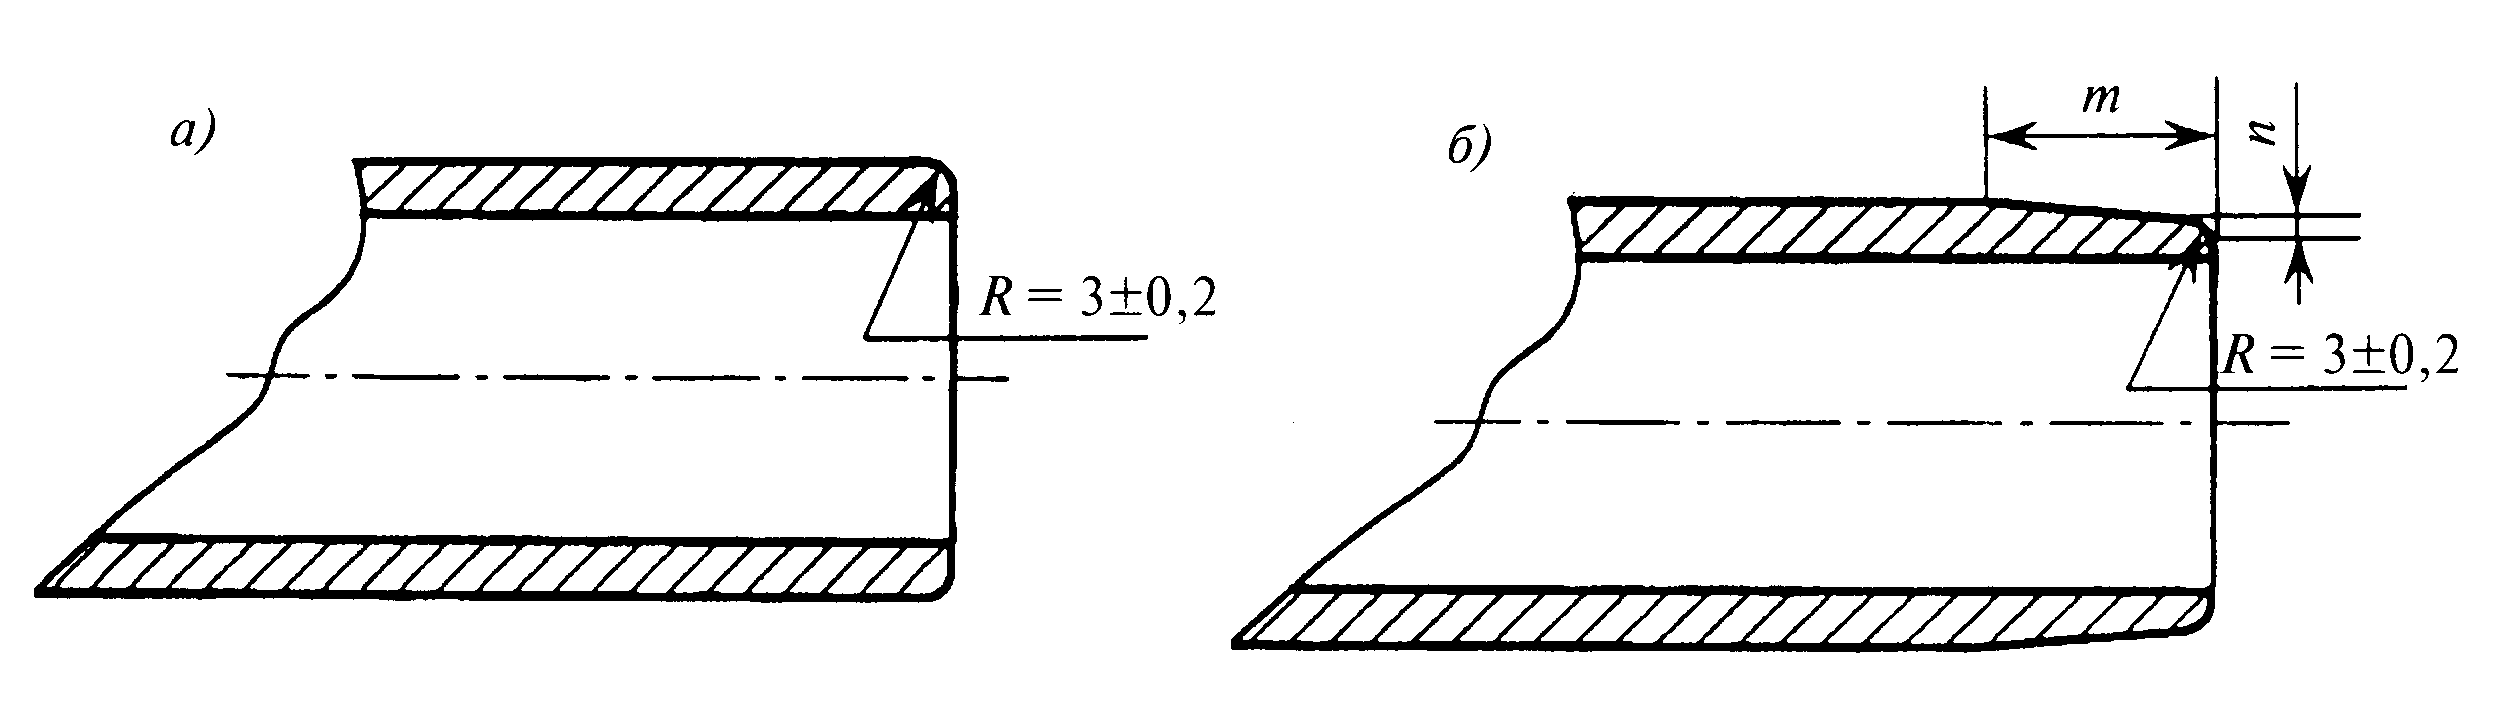 а)
R = 3±0,2
б)
m
n
R = 3±0,2